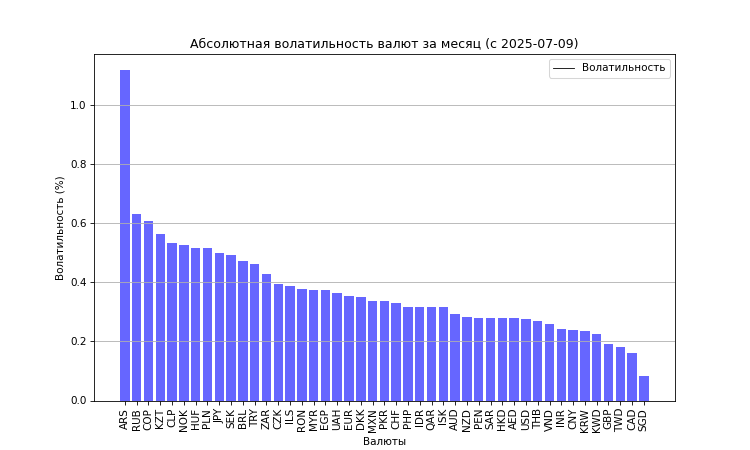 Абсолютная волатильность валют за месяц (с 2025-07-09)
Волатильность
Волатильность (%)
1.0
0.8
0.6
0.4
0.2
0.0
ARS RUB COP KZT CLP NOK HUF PLN JPY SEK BRL TRY ZAR CZK ILS RON MYR EGP UAH EUR DKK MXN PKR CHF PHP IDR QAR ISK AUD NZD PEN SAR HKD AED USD THB VND INR CNY KRW KWD GBP TWD CAD SGD
Валюты